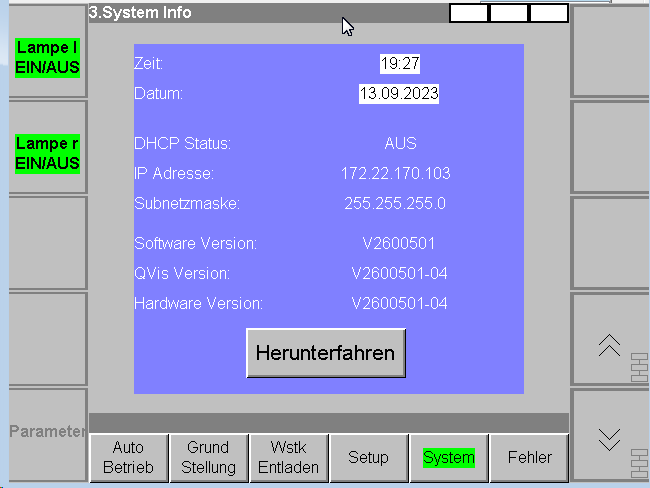 3.System Info
Lampe l
EIN/AUS
Lampe r
EIN/AUS
Parameter
Zeit: 19:27
Datum: 13.09.2023
DHCP Status: AUS
IP Adresse: 172.22.170.103
Subnetzmaske: 255.255.255.0
Software Version: V2600501
QVis Version: V2600501-04
Hardware Version: V2600501-04
Herunterfahren
Auto
Betrieb
Grund
Stellung
Wstk
Entladen
Setup
System
Fehler